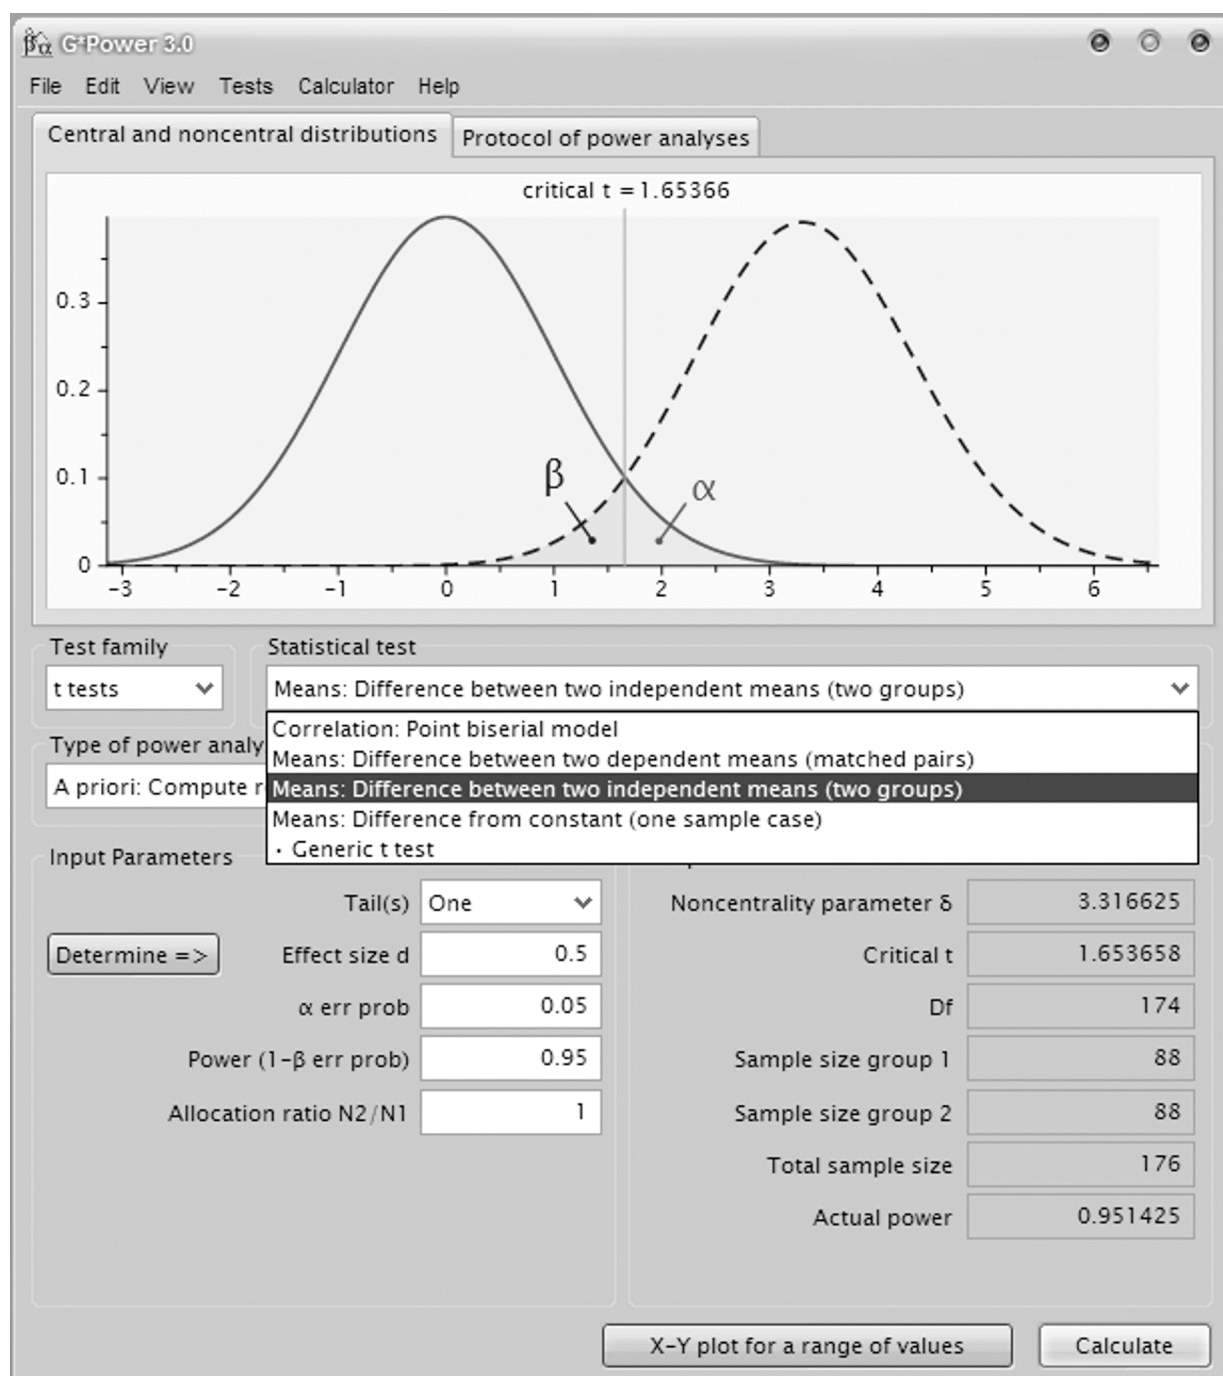 βα G*Power 3.0
File Edit View Tests Calculator Help
Central and noncentral distributions Protocol of power analyses
critical t = 1.65366
0.3
0.2
β
α
0.1
0
-3 -2 -1 0 1 2 3 4 5 6
Test family Statistical test
t tests Means: Difference between two independent means (two groups)
Correlation: Point biserial model
Type of power analy
Means: Difference between two dependent means (matched pairs)
A priori: Compute r
Means: Difference between two independent means (two groups)
Means: Difference from constant (one sample case)
· Generic t test
Input Parameters
Tail(s) One Noncentrality parameter δ 3.316625
Determine => Effect size d 0.5 Critical t 1.653658
α err prob 0.05 Df 174
Power (1-β err prob) 0.95 Sample size group 1 88
Allocation ratio N2/N1 1 Sample size group 2 88
Total sample size 176
Actual power 0.951425
X-Y plot for a range of values Calculate